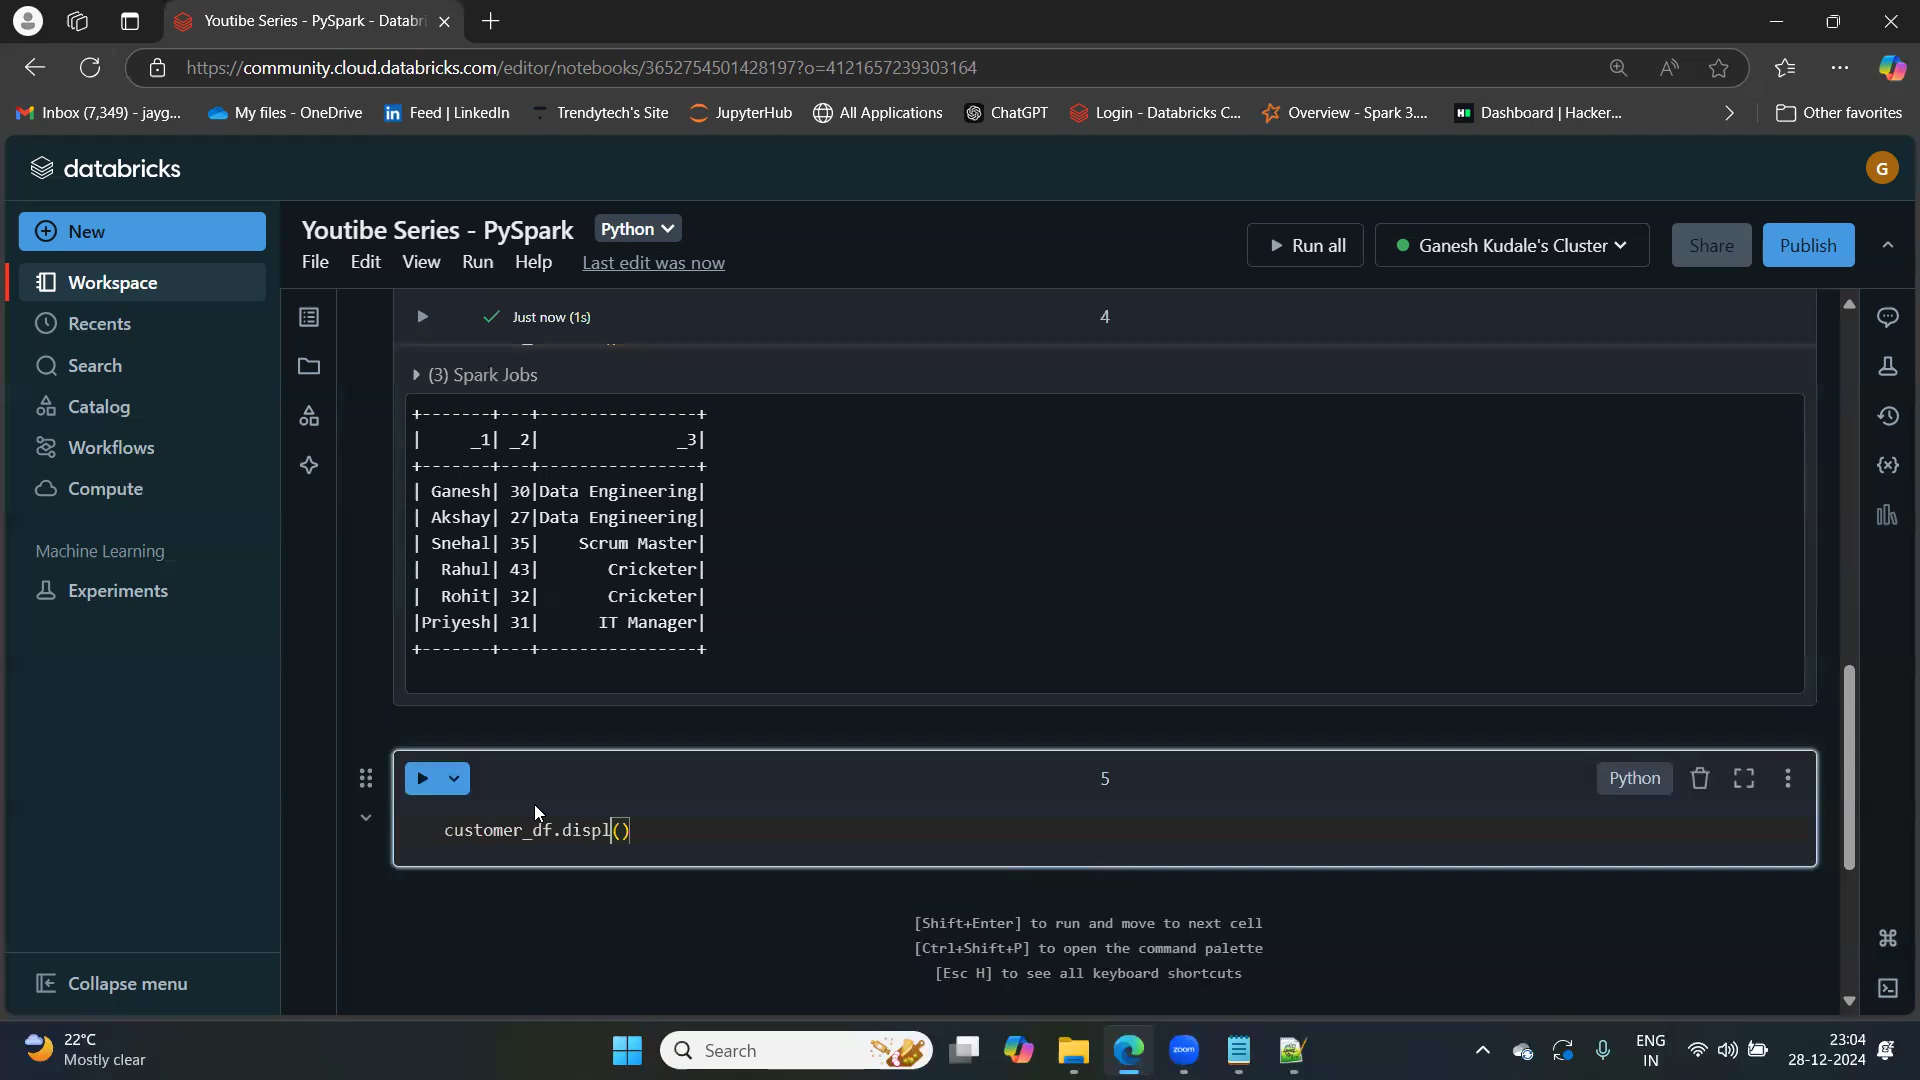 Youtibe Series - PySpark - Databri
https://community.cloud.databricks.com/editor/notebooks/3652754501428197?o=4121657239303164
Inbox (7,349) - jayg...
My files - OneDrive
Feed | LinkedIn
Trendytech's Site
JupyterHub
All Applications
ChatGPT
Login - Databricks C...
Overview - Spark 3....
Dashboard | Hacker...
Other favorites
databricks
G
New
Workspace
Recents
Search
Catalog
Workflows
Compute
Machine Learning
Experiments
Collapse menu
Youtibe Series - PySpark
Python
File Edit View Run Help Last edit was now
Run all
Ganesh Kudale's Cluster
Share
Publish
Just now (1s)
4
(3) Spark Jobs
+-------+---+----------------+
|     _1| _2|              _3|
+-------+---+----------------+
| Ganesh| 30|Data Engineering|
| Akshay| 27|Data Engineering|
| Snehal| 35|    Scrum Master|
|  Rahul| 43|       Cricketer|
|  Rohit| 32|       Cricketer|
|Priyesh| 31|      IT Manager|
+-------+---+----------------+
5
Python
customer_df.displ()
[Shift+Enter] to run and move to next cell
[Ctrl+Shift+P] to open the command palette
[Esc H] to see all keyboard shortcuts
22°C
Mostly clear
Search
zoom
ENG
IN
23:04
28-12-2024